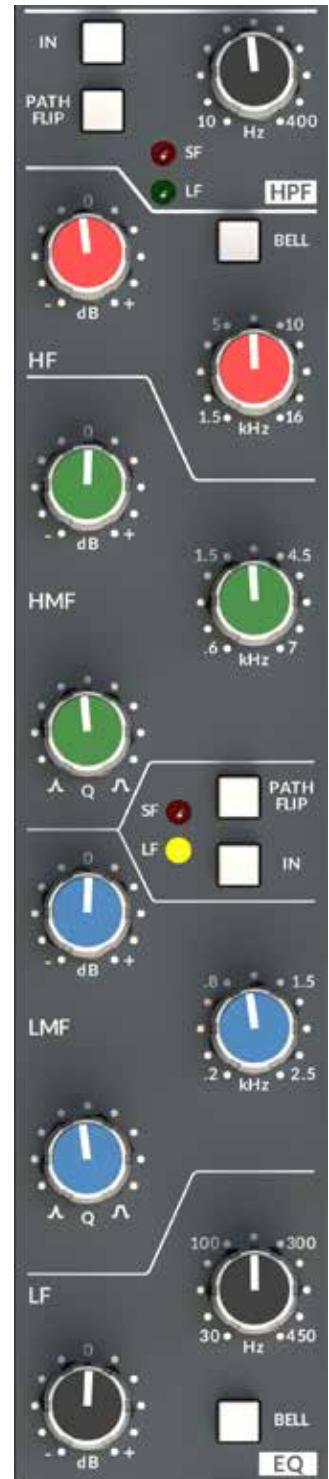 IN
PATH
FLIP
10 Hz 400
SF
LF
HPF
0
- dB +
BELL
5 10
1.5 kHz 16
HF
0
- dB +
1.5 4.5
.6 kHz 7
HMF
Q
PATH
FLIP
SF
LF
IN
0
- dB +
.8 1.5
.2 kHz 2.5
LMF
Q
100 300
30 Hz 450
LF
0
- dB +
BELL
EQ